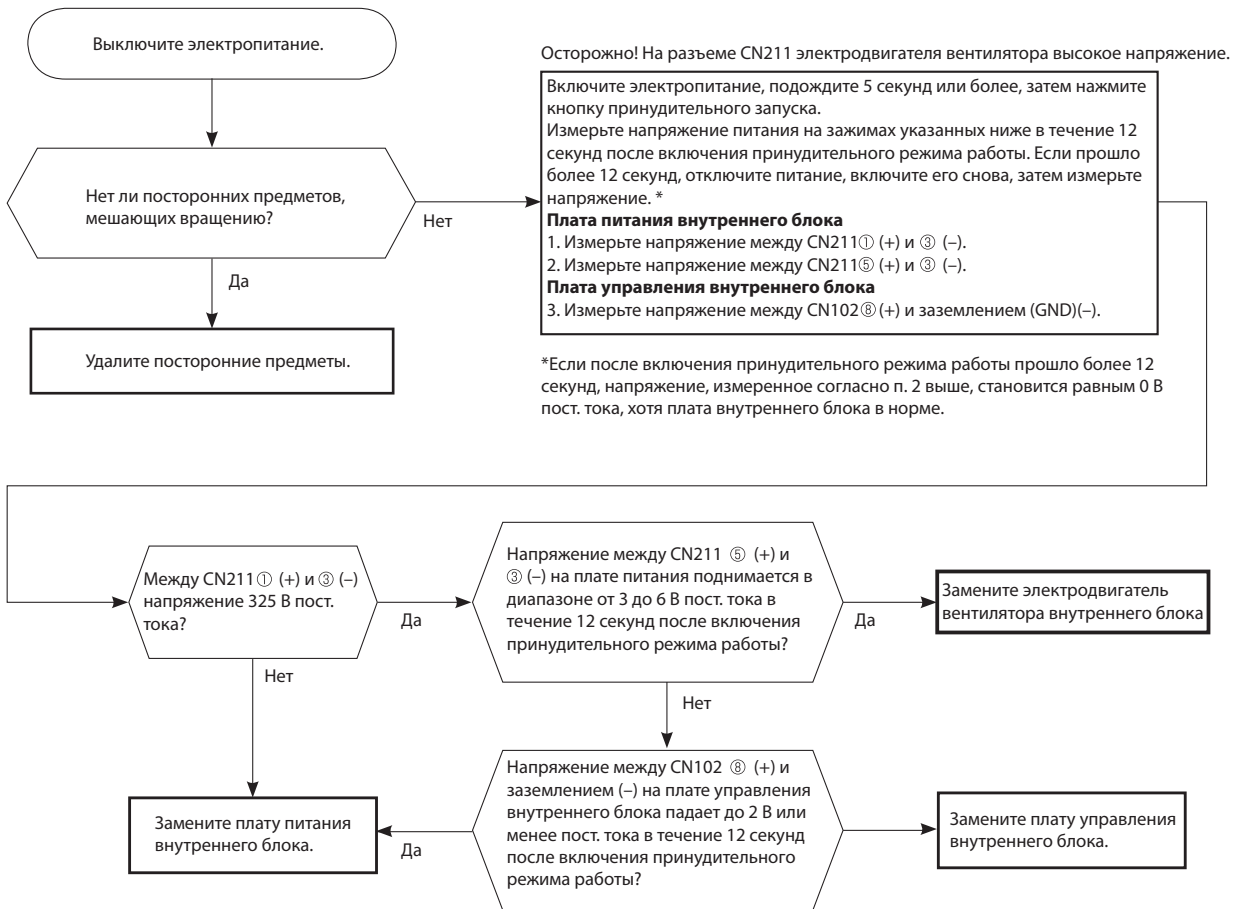 Выключите электропитание.
Нет ли посторонних предметов,
мешающих вращению?
Нет
Да
Удалите посторонние предметы.
Осторожно! На разъеме CN211 электродвигателя вентилятора высокое напряжение.
Включите электропитание, подождите 5 секунд или более, затем нажмите
кнопку принудительного запуска.
Измерьте напряжение питания на зажимах указанных ниже в течение 12
секунд после включения принудительного режима работы. Если прошло
более 12 секунд, отключите питание, включите его снова, затем измерьте
напряжение. *
Плата питания внутреннего блока
1. Измерьте напряжение между CN211① (+) и ③ (–).
2. Измерьте напряжение между CN211⑤ (+) и ③ (–).
Плата управления внутреннего блока
3. Измерьте напряжение между CN102⑧ (+) и заземлением (GND)(–).
*Если после включения принудительного режима работы прошло более 12
секунд, напряжение, измеренное согласно п. 2 выше, становится равным 0 В
пост. тока, хотя плата внутреннего блока в норме.
Между CN211① (+) и ③ (–)
напряжение 325 В пост.
тока?
Да
Нет
Напряжение между CN211 ⑤ (+) и
③ (–) на плате питания поднимается в
диапазоне от 3 до 6 В пост. тока в
течение 12 секунд после включения
принудительного режима работы?
Да
Нет
Замените электродвигатель
вентилятора внутреннего блока
Замените плату питания
внутреннего блока.
Да
Напряжение между CN102 ⑧ (+) и
заземлением (–) на плате управления
внутреннего блока падает до 2 В или
менее пост. тока в течение 12 секунд
после включения принудительного
режима работы?
Замените плату управления
внутреннего блока.